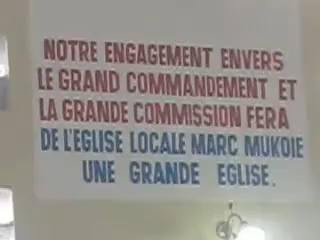 NOTRE ENGAGEMENT ENVERS
LE GRAND COMMANDEMENT ET
LA GRANDE COMMISSION FERA
DE L'EGLISE LOCALE MARC MUKOIE
UNE GRANDE EGLISE.